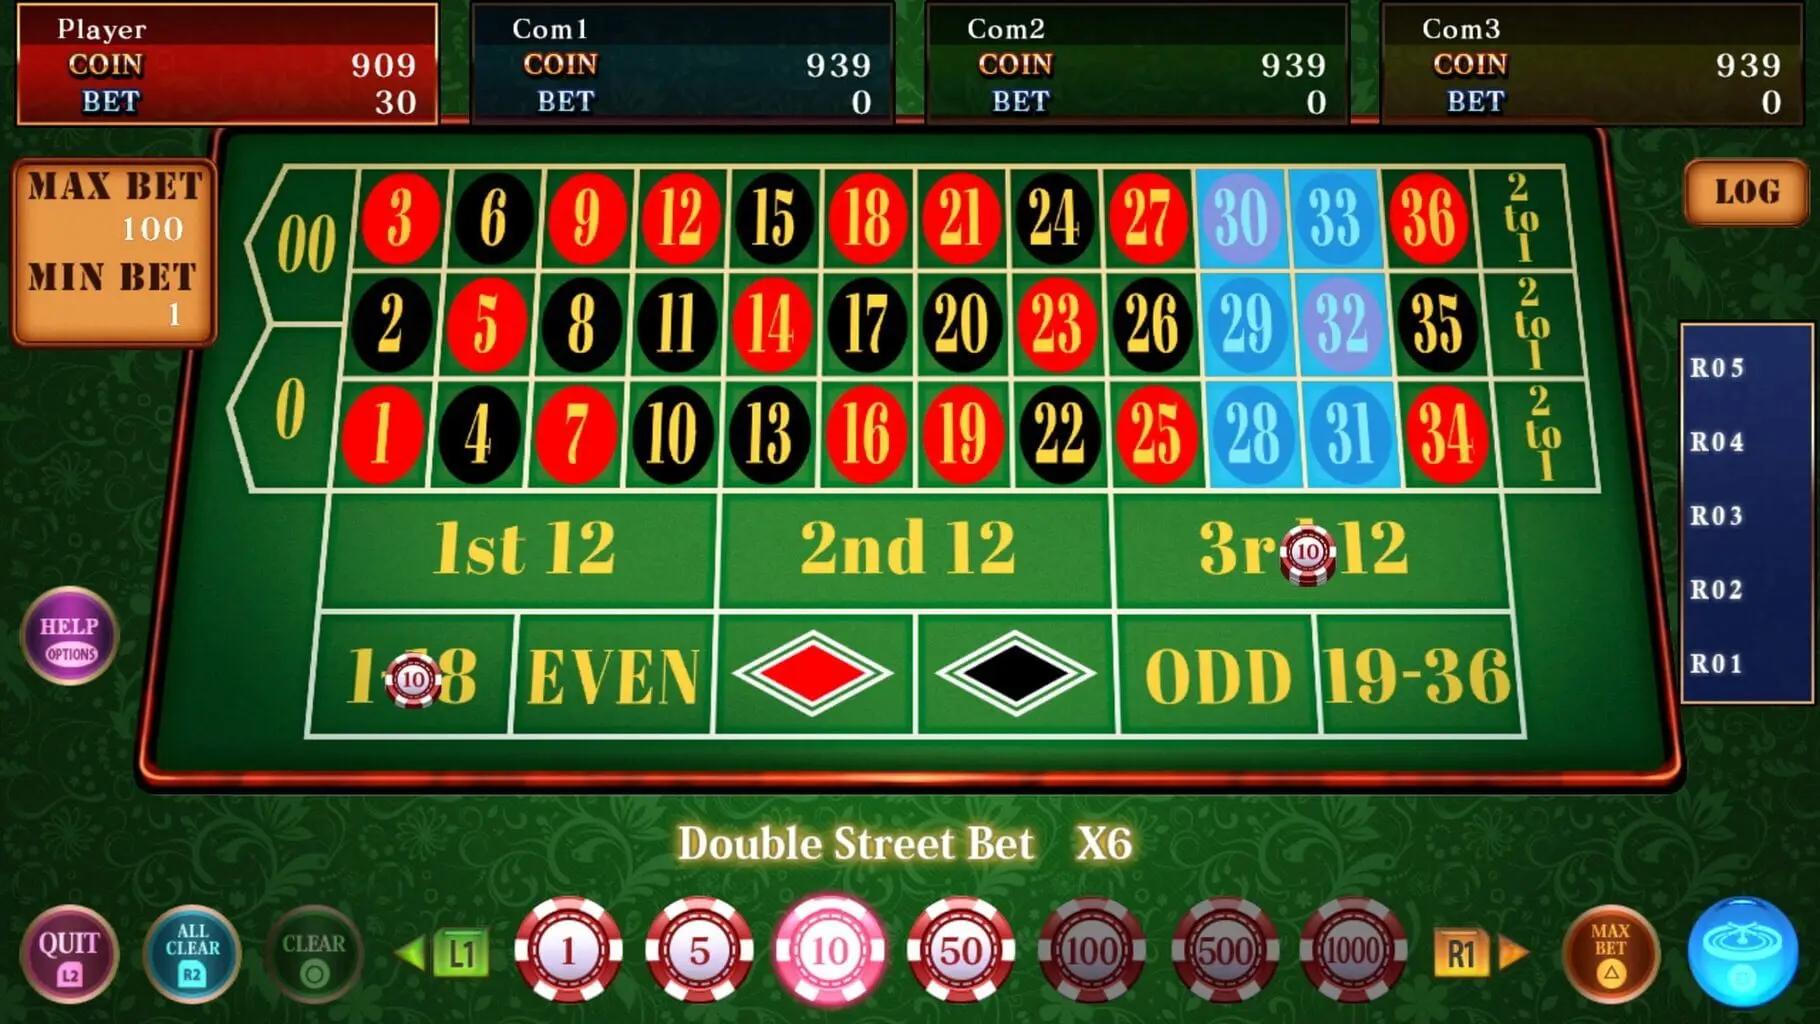 Player
COIN 909
BET 30
Com1
COIN 939
BET 0
Com2
COIN 939
BET 0
Com3
COIN 939
BET 0
MAX BET
100
MIN BET
1
LOG
00 3 6 9 12 15 18 21 24 27 30 33 36 2 to 1
2 5 8 11 14 17 20 23 26 29 32 35 2 to 1
0 1 4 7 10 13 16 19 22 25 28 31 34 2 to 1
1st 12 2nd 12 3r 10 12
1 10 8 EVEN ODD 19-36
R05
R04
R03
R02
R01
HELP
OPTIONS
Double Street Bet X6
QUIT
L2
ALL
CLEAR
R2
CLEAR
L1 1 5 10 50 100 500 1000 R1
MAX
BET